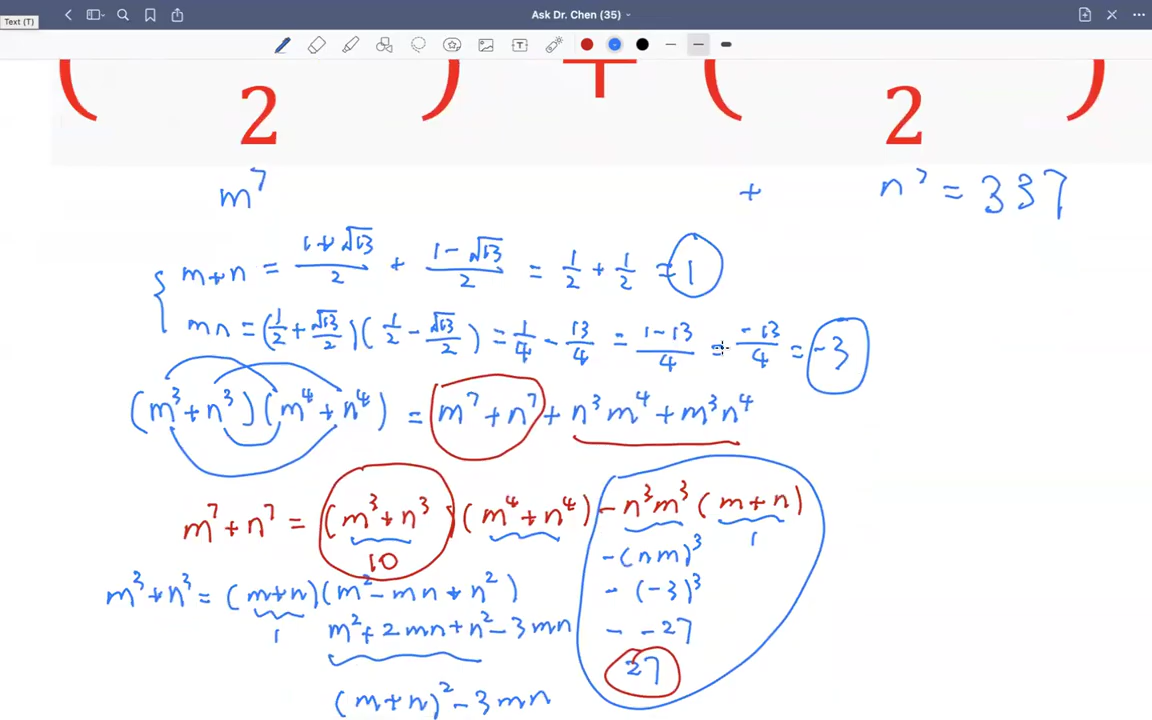 Text (T)
Ask Dr. Chen (35)
( 2 ) + ( 2 )
m⁷ + n⁷ = 337
m+n = (1+√13)/2 + (1-√13)/2 = 1/2 + 1/2 = 1
mn = (1/2 + √13/2)(1/2 - √13/2) = 1/4 - 13/4 = (1-13)/4 = -13/4 = -3
(m³+n³)(m⁴+n⁴) = m⁷+n⁷ + n³m⁴ + m³n⁴
m⁷+n⁷ = (m³+n³)(m⁴+n⁴) - n³m³(m+n)
10
1
-(nm)³
m³+n³ = (m+n)(m²-mn+n²)
-(-3)³
1
m²+2mn+n²-3mn
--27
27
(m+n)²-3mn